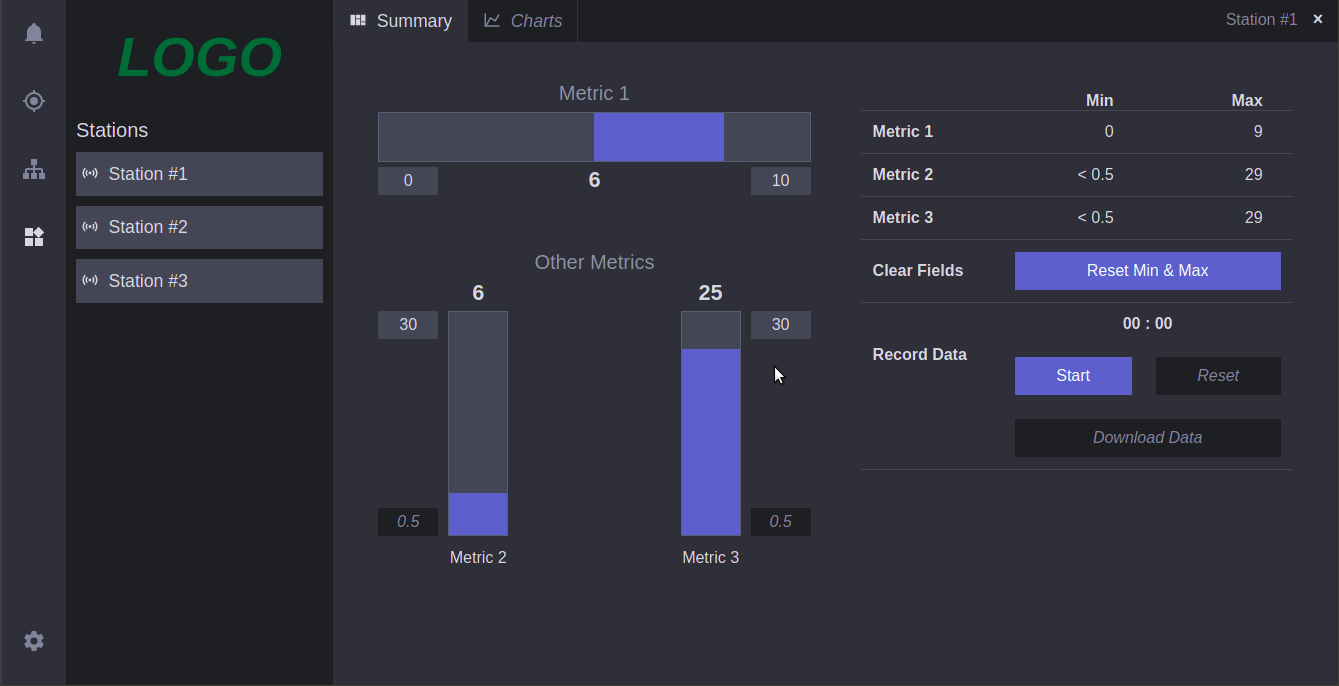 Summary
Charts
Station #1 ×
LOGO
Stations
Station #1
Station #2
Station #3
Metric 1
0 6 10
Other Metrics
6 25
30 30
0.5 0.5
Metric 2 Metric 3
Min Max
Metric 1 0 9
Metric 2 < 0.5 29
Metric 3 < 0.5 29
Clear Fields Reset Min & Max
00 : 00
Record Data
Start Reset
Download Data